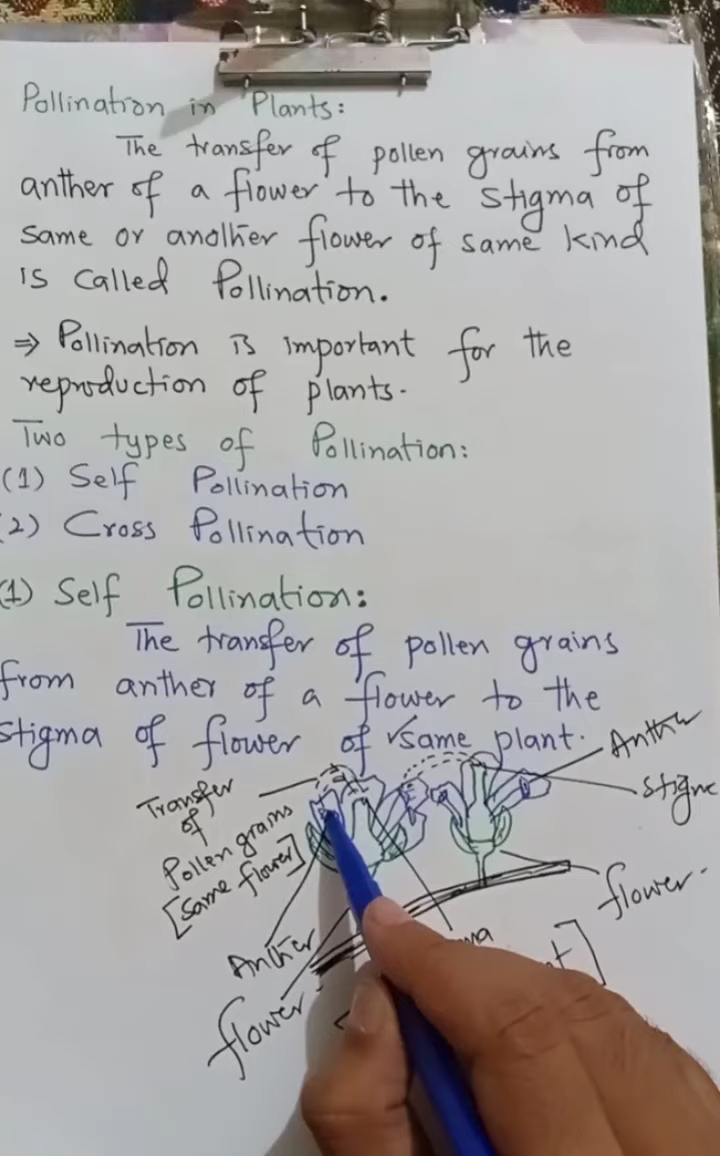 Pollination in Plants:
The transfer of pollen grains from
anther of a flower to the stigma of
same or another flower of same kind
is called Pollination.
⇒ Pollination is important for the
reproduction of plants.
Two types of Pollination:
(1) Self Pollination
2) Cross Pollination
(1) Self Pollination:
The transfer of pollen grains
from anther of a flower to the
stigma of flower of same plant.
Anther
Transfer
of
Pollen grains
[Same flower]
flower.
Anther
flower